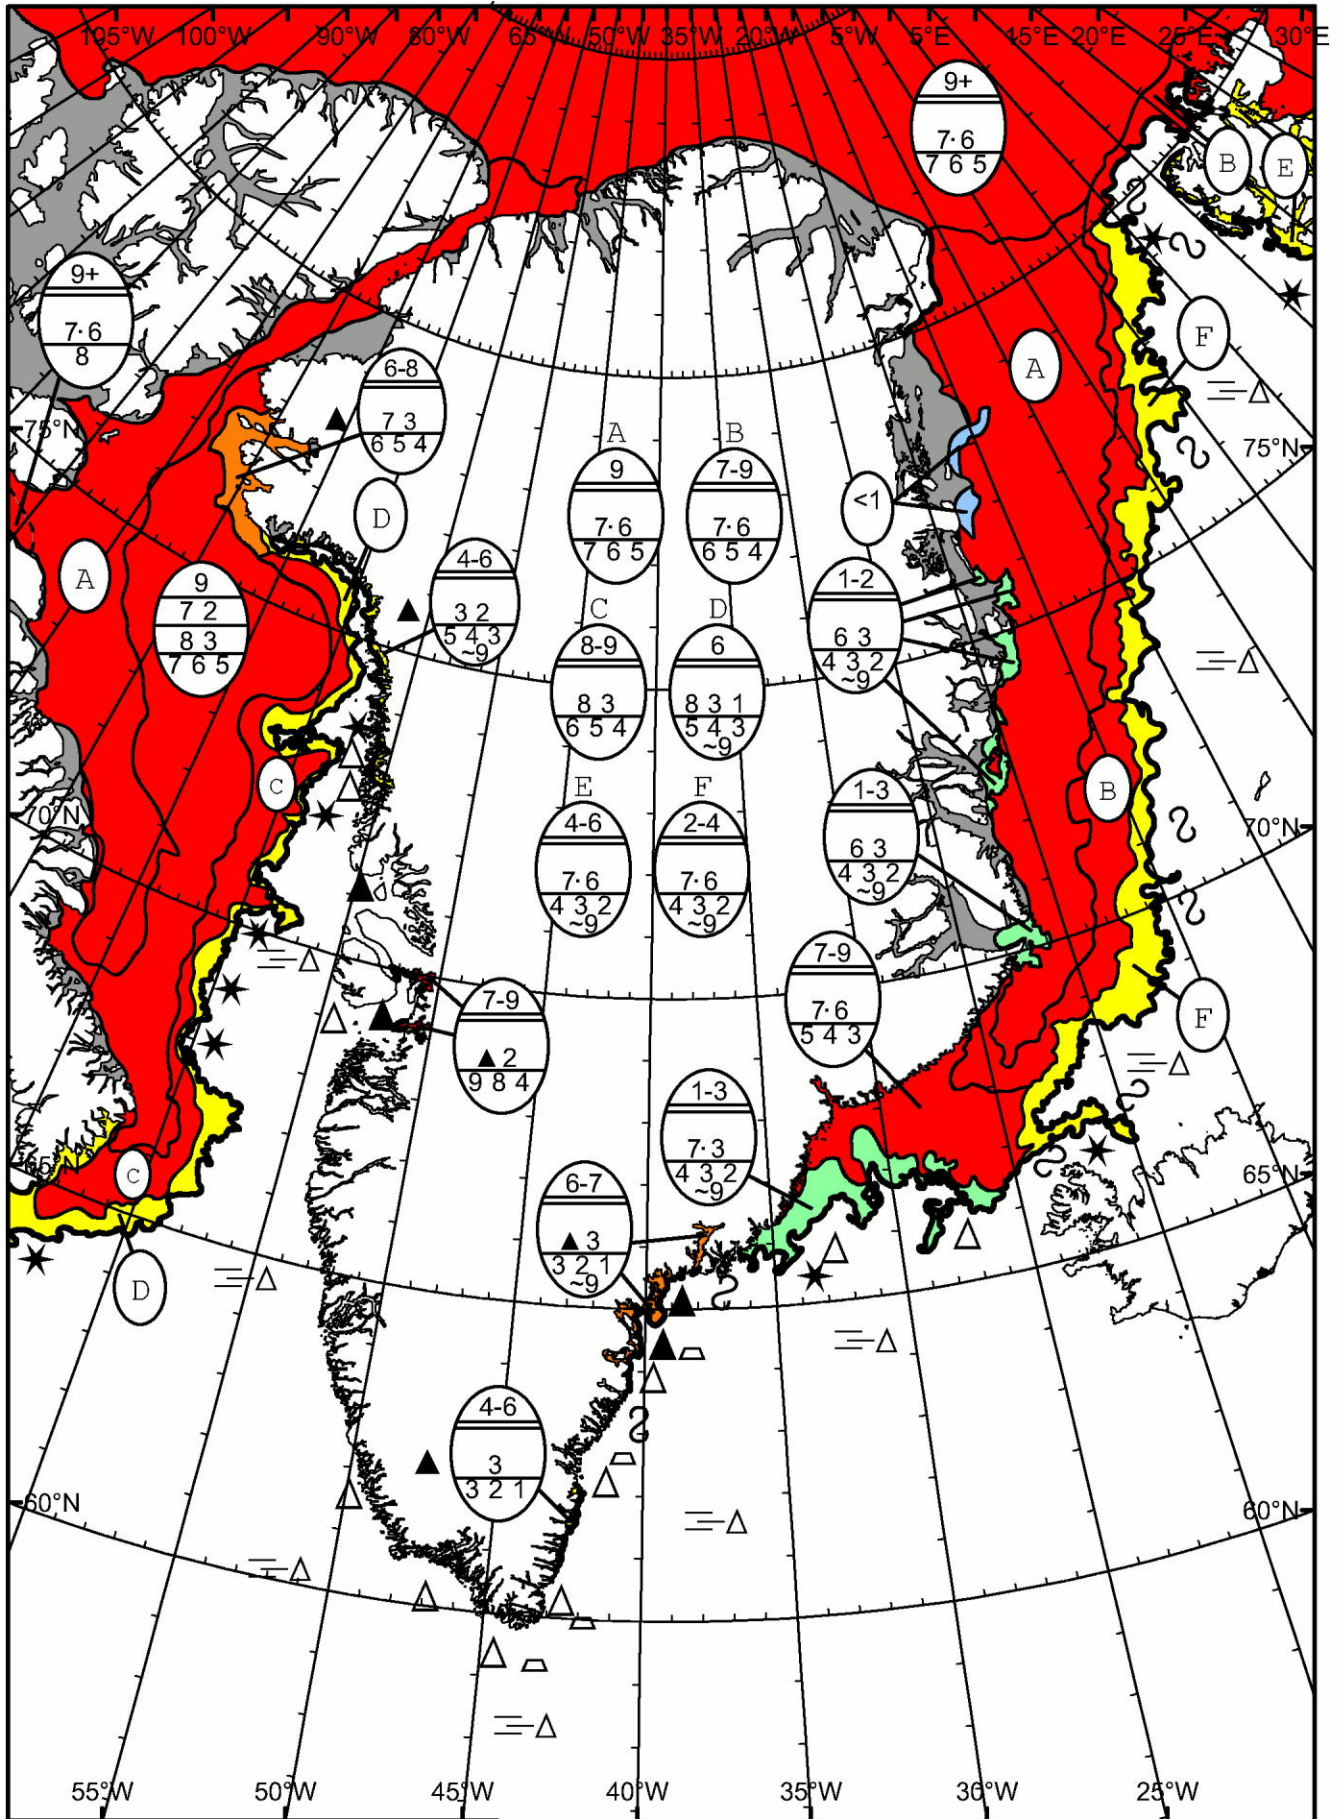 105°W 100°W 90°W 80°W 65°W 50°W 35°W 20°W 5°W 5°E 15°E 20°E 25°E 30°E
9+
7· 6
7 6 5
B
E
9+
7· 6
8
F
6-8
7 3
6 5 4
A
75°N
75°N
A
9
7· 6
7 6 5
B
7-9
7· 6
6 5 4
<1
D
A
9
7 2
8 3
7 6 5
4-6
3 2
5 4 3
~9
1-2
6 3
4 3 2
~9
C
8-9
8 3
6 5 4
D
6
8 3 1
5 4 3
~9
C
B
70°N
70°N
E
4-6
7· 6
4 3 2
~9
F
2-4
7· 6
4 3 2
~9
1-3
6 3
4 3 2
~9
7-9
7· 6
5 4 3
F
7-9
▲ 2
9 8 4
1-3
7· 3
4 3 2
~9
C
65°N
65°N
6-7
▲ 3
3 2 1
~9
D
4-6
3
3 2 1
60°N
60°N
55°W 50°W 45°W 40°W 35°W 30°W 25°W